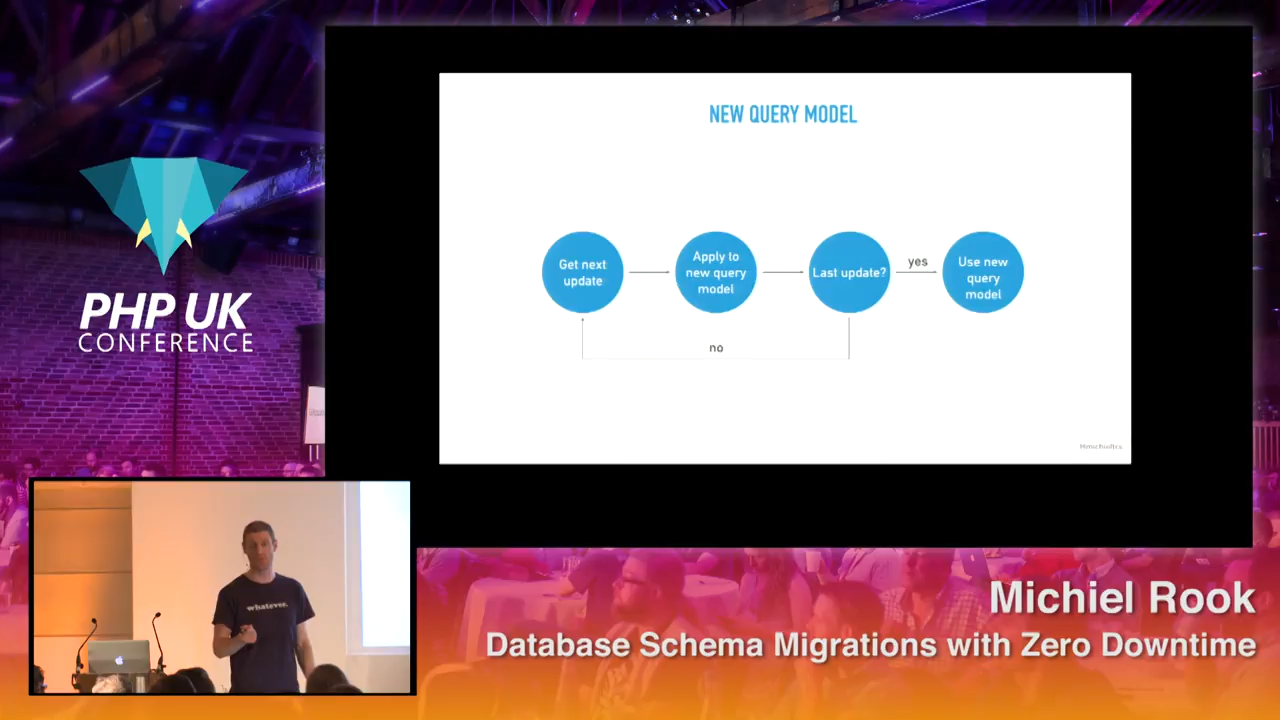 NEW QUERY MODEL
Get next
update
Apply to
new query
model
Last update?
yes
Use new
query
model
no
PHP UK
CONFERENCE
whatever.
Michiel Rook
Database Schema Migrations with Zero Downtime